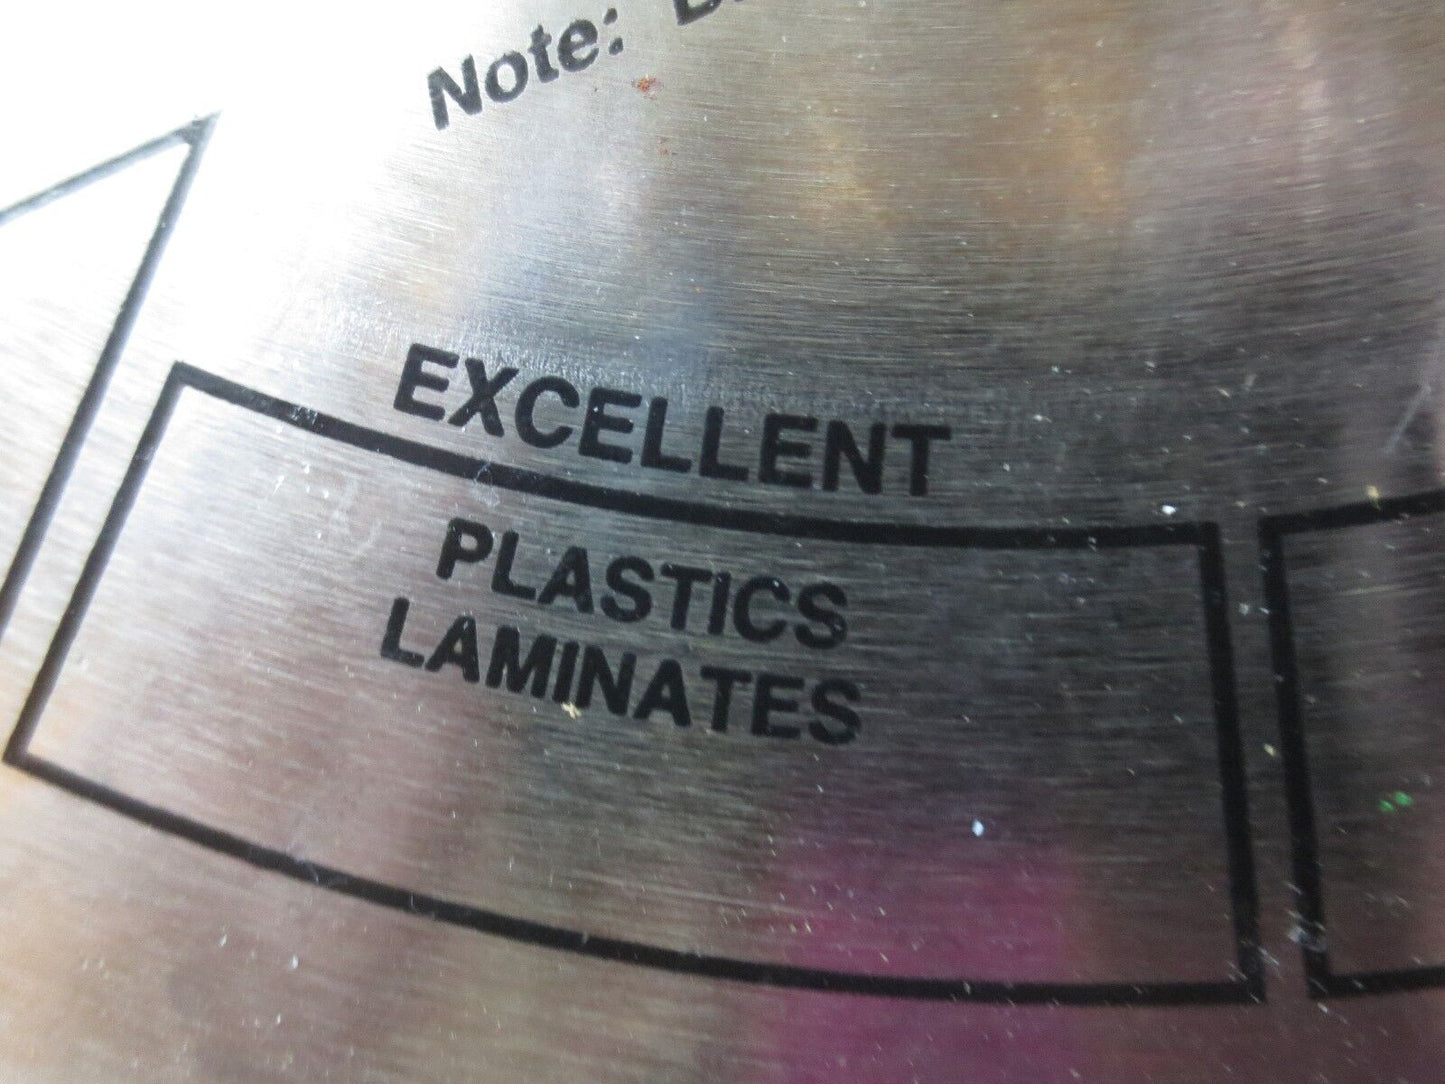 Note:
EXCELLENT
PLASTICS
LAMINATES